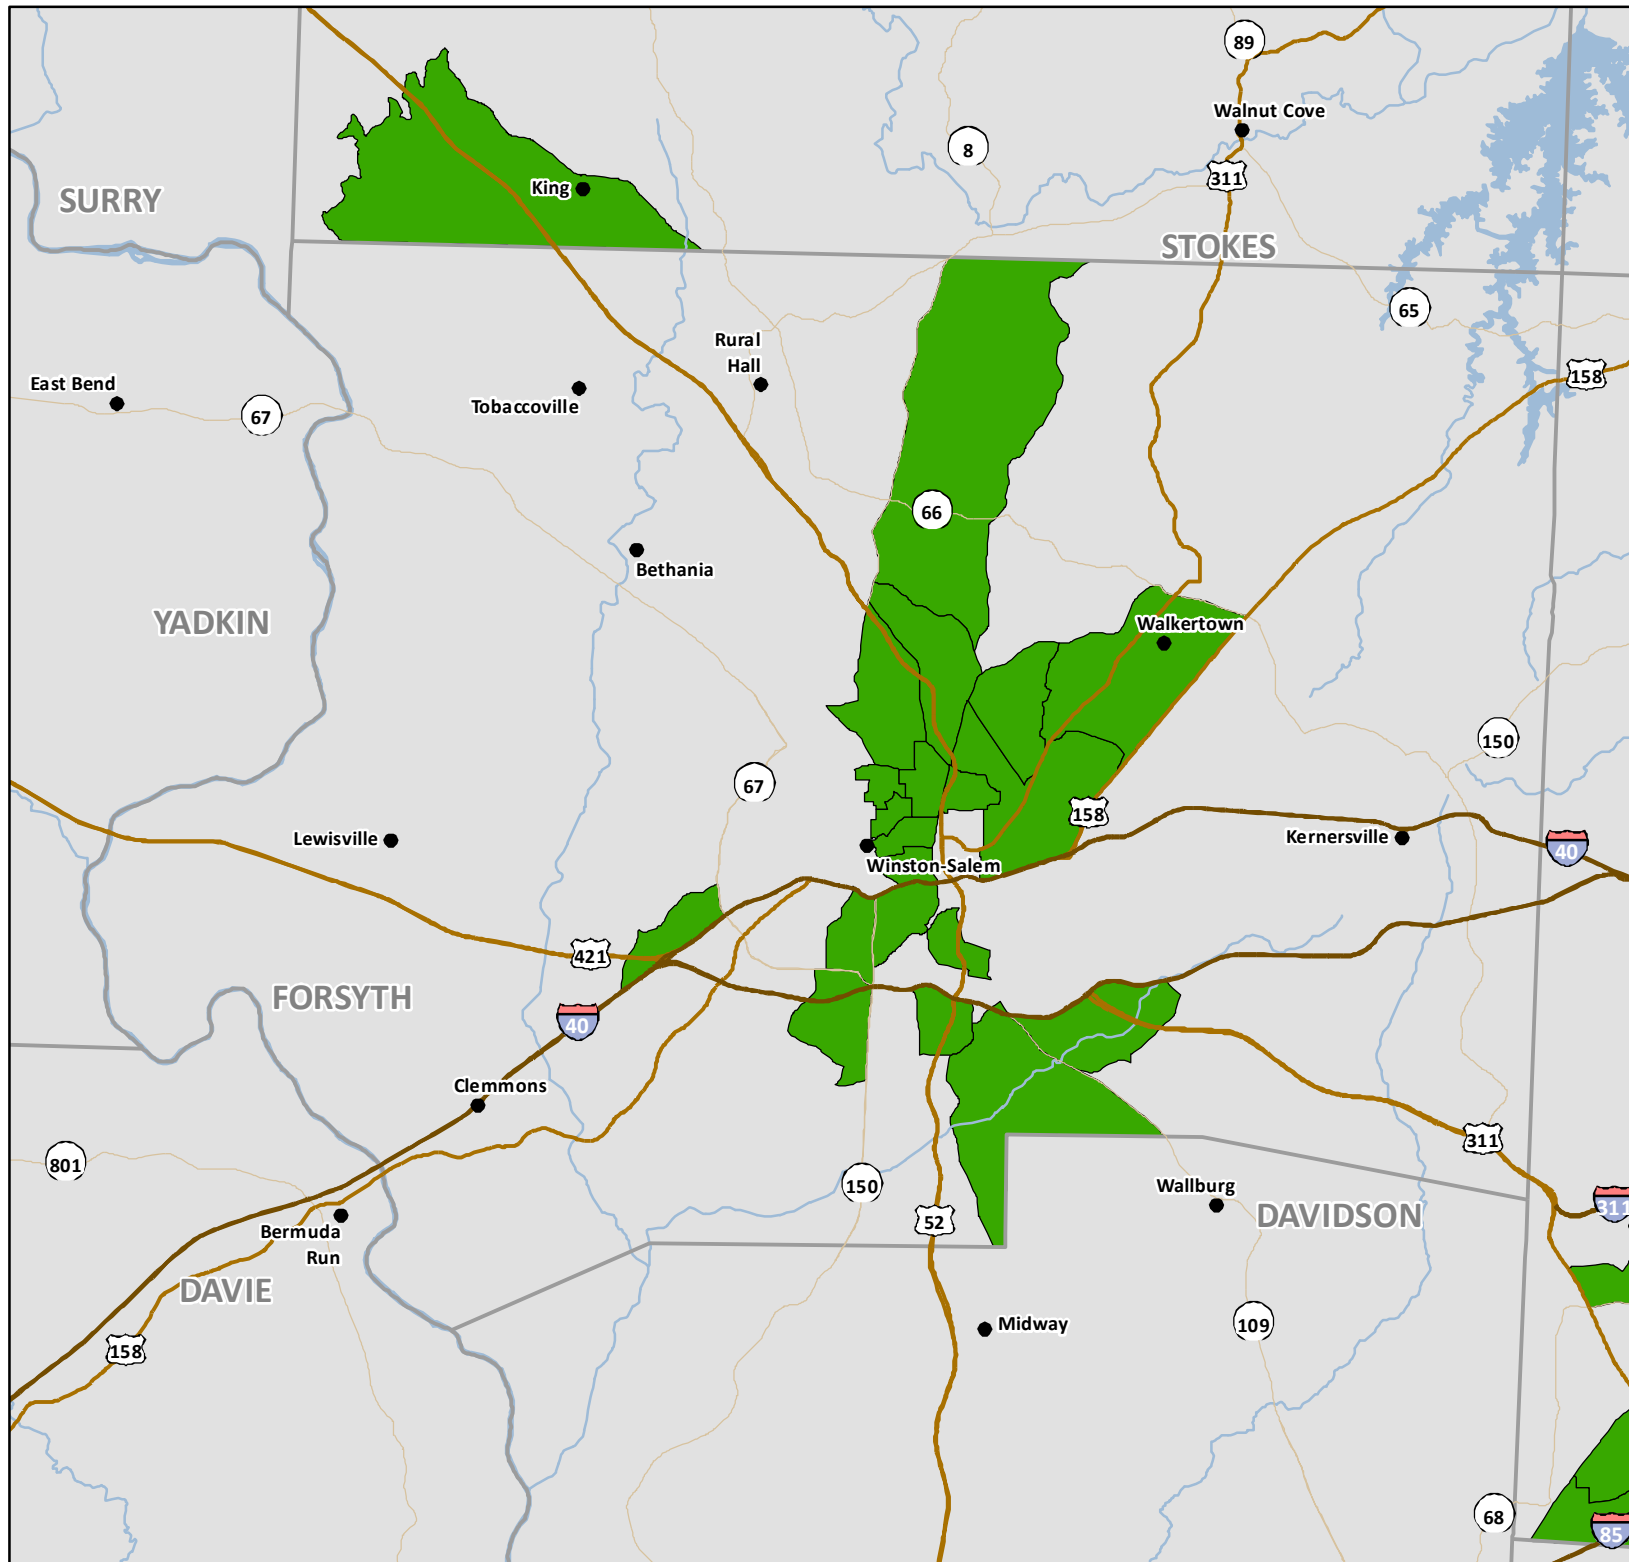 89
Walnut Cove
8
311
King
SURRY
STOKES
65
Rural
Hall
158
East Bend
67
Tobaccoville
66
Bethania
YADKIN
Walkertown
150
67
158
Lewisville
Kernersville
40
Winston-Salem
421
FORSYTH
40
Clemmons
311
801
150
Wallburg
311
52
DAVIDSON
Bermuda
Run
DAVIE
109
Midway
158
68
85